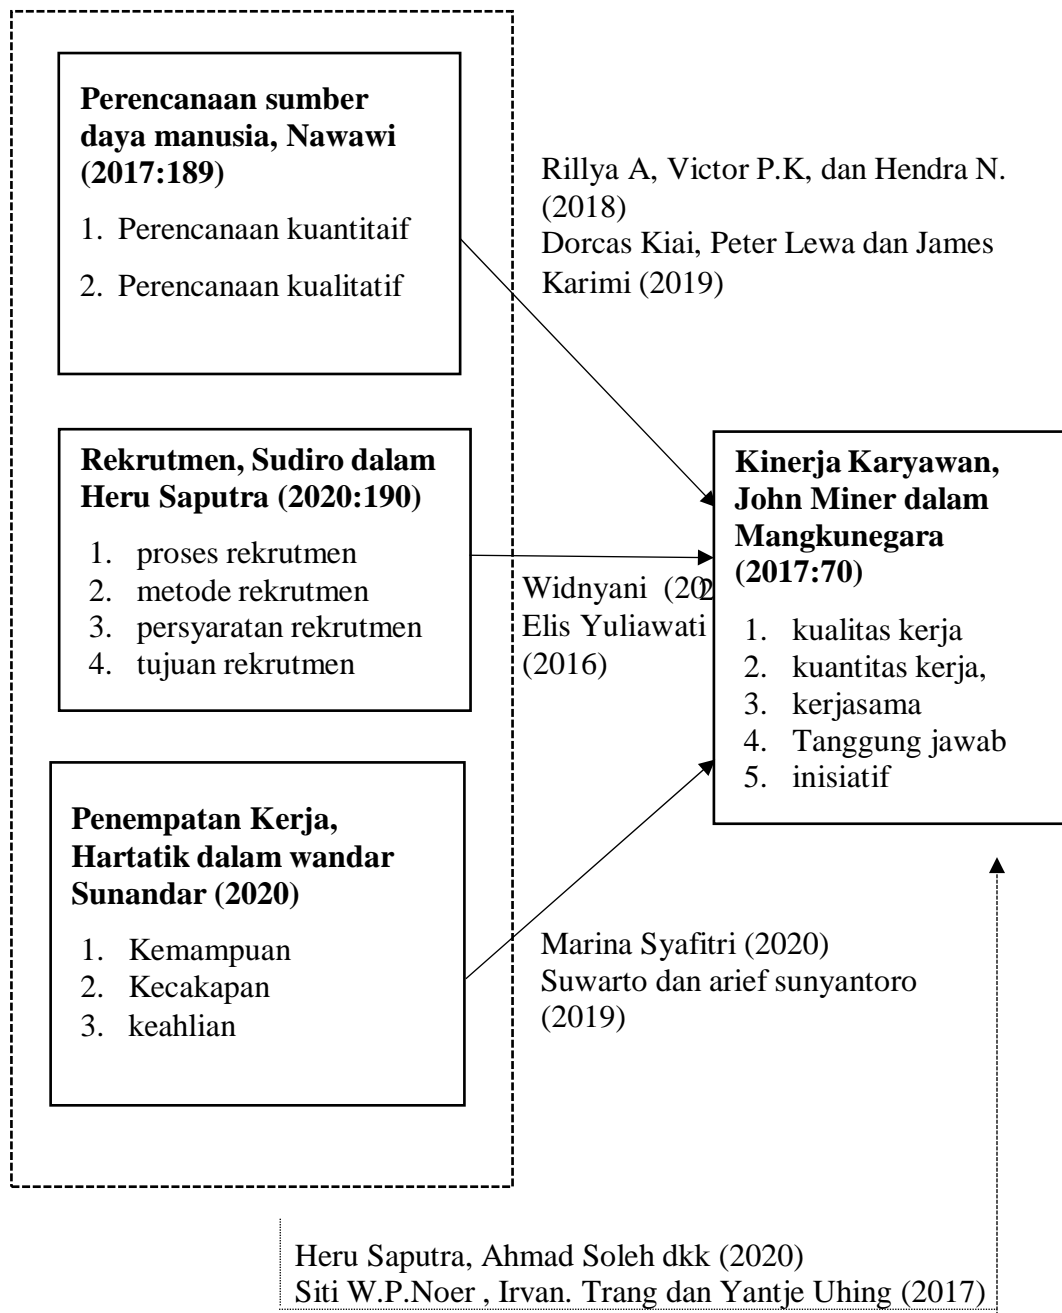 Perencanaan sumber
daya manusia, Nawawi
(2017:189)
1. Perencanaan kuantitaif
2. Perencanaan kualitatif
Rillya A, Victor P.K, dan Hendra N.
(2018)
Dorcas Kiai, Peter Lewa dan James
Karimi (2019)
Rekrutmen, Sudiro dalam
Heru Saputra (2020:190)
1. proses rekrutmen
2. metode rekrutmen
3. persyaratan rekrutmen
4. tujuan rekrutmen
Widnyani
Elis Yuliawati
(2016)
Kinerja Karyawan,
John Miner dalam
Mangkunegara
(2017:70)
1. kualitas kerja
2. kuantitas kerja,
3. kerjasama
4. Tanggung jawab
5. inisiatif
Penempatan Kerja,
Hartatik dalam wandar
Sunandar (2020)
1. Kemampuan
2. Kecakapan
3. keahlian
Marina Syafitri (2020)
Suwarto dan arief sunyantoro
(2019)
Heru Saputra, Ahmad Soleh dkk (2020)
Siti W.P.Noer , Irvan. Trang dan Yantje Uhing (2017)